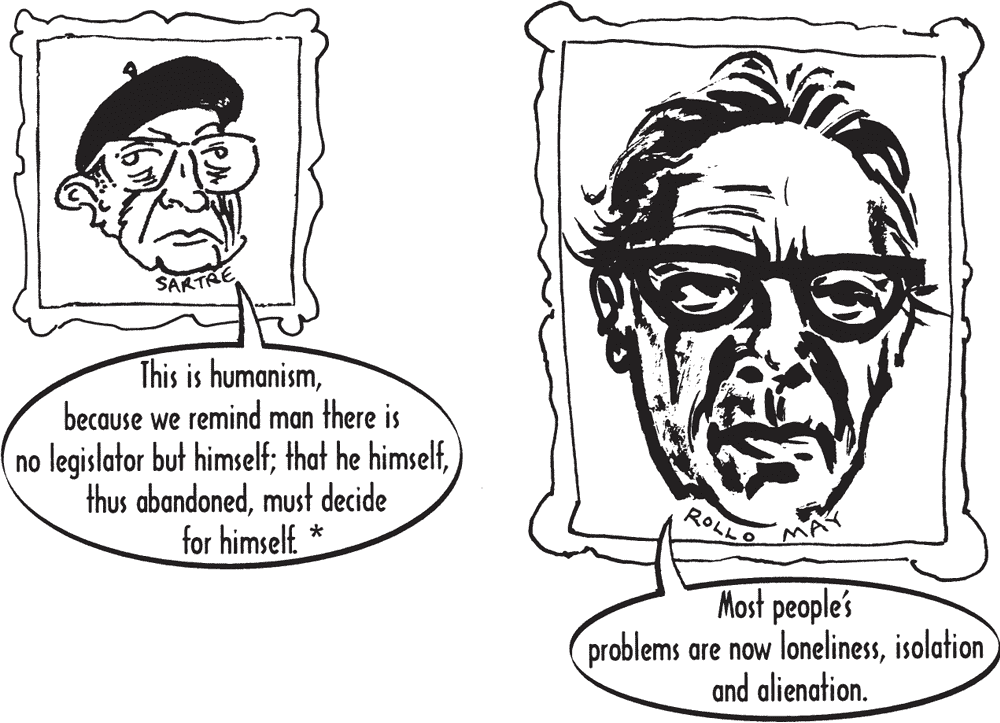 SARTRE
This is humanism,
because we remind man there is
no legislator but himself; that he himself,
thus abandoned, must decide
for himself. *
ROLLO MAY
Most people's
problems are now loneliness, isolation
and alienation.